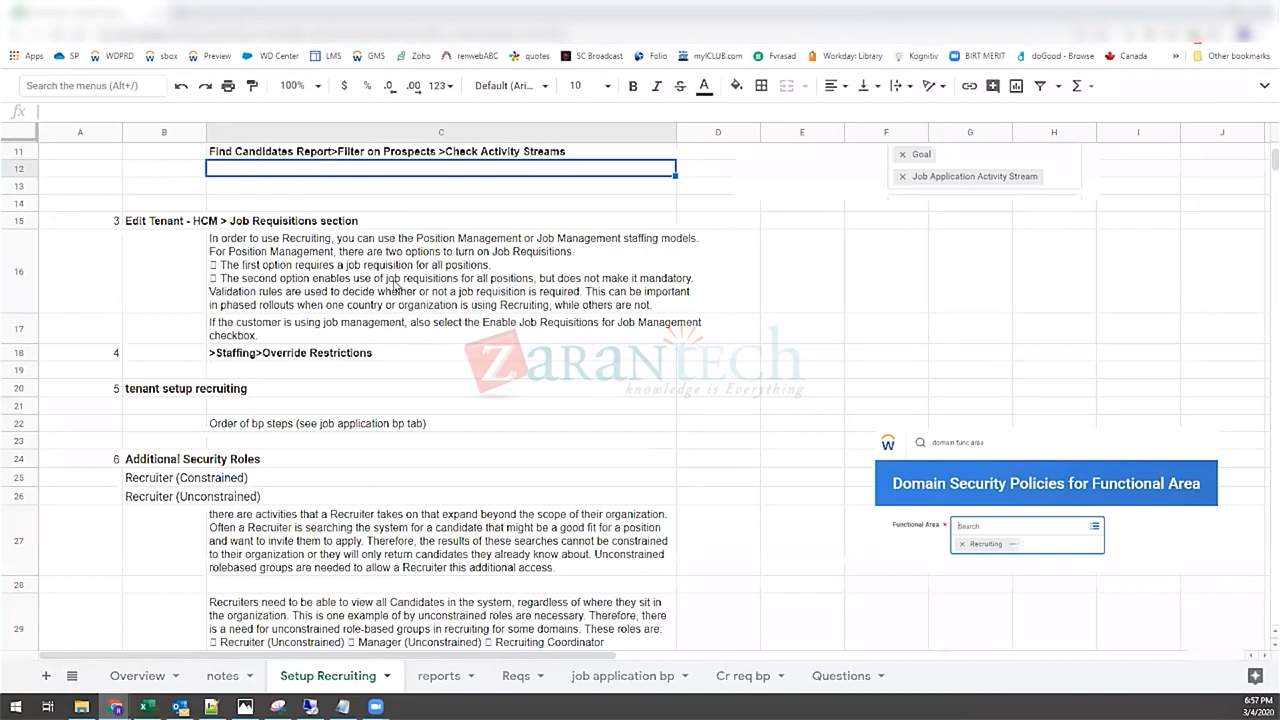 Apps SP WDPRD sbox Preview WD Center LMS GMS Zoho renwebABC quotes SC Broadcast Folio myICLUB.com Fvrasad Workday: Library Kognitiv BIRT MERIT doGood - Browse Canada » Other bookmarks
Search the menus (Alt+/) 100% $ % .0 .00 123 Default (Ari... 10 B I S A Σ
fx
A B C D E F G H I J
11 Find Candidates Report>Filter on Prospects >Check Activity Streams
× Goal
12
× Job Application Activity Stream
13
14
15 3 Edit Tenant - HCM > Job Requisitions section
In order to use Recruiting, you can use the Position Management or Job Management staffing models.
For Position Management, there are two options to turn on Job Requisitions.
16 The first option requires a job requisition for all positions.
The second option enables use of job requisitions for all positions, but does not make it mandatory.
Validation rules are used to decide whether or not a job requisition is required. This can be important
in phased rollouts when one country or organization is using Recruiting, while others are not.
17 If the customer is using job management, also select the Enable Job Requisitions for Job Management
checkbox.
ZaranTech
knowledge is Everything
18 4 >Staffing>Override Restrictions
19
20 5 tenant setup recruiting
21
22 Order of bp steps (see job application bp tab)
23
domain func area
24 6 Additional Security Roles
25 Recruiter (Constrained)
Domain Security Policies for Functional Area
26 Recruiter (Unconstrained)
there are activities that a Recruiter takes on that expand beyond the scope of their organization.
Often a Recruiter is searching the system for a candidate that might be a good fit for a position
Functional Area * Search
27 and want to invite them to apply. Therefore, the results of these searches cannot be constrained
× Recruiting
to their organization or they will only return candidates they already know about. Unconstrained
rolebased groups are needed to allow a Recruiter this additional access.
28
Recruiters need to be able to view all Candidates in the system, regardless of where they sit in
the organization. This is one example of by unconstrained roles are necessary. Therefore, there
29 is a need for unconstrained role-based groups in recruiting for some domains. These roles are:
Recruiter (Unconstrained) Manager (Unconstrained) Recruiting Coordinator
+ Overview notes Setup Recruiting reports Reqs job application bp Cr req bp Questions
6:57 PM
3/4/2020